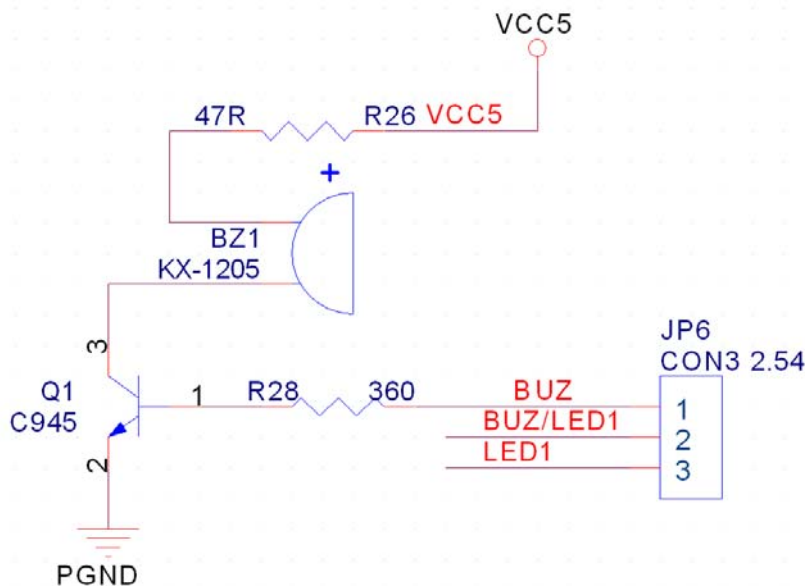 VCC5
47R R26 VCC5
+
BZ1
KX-1205
JP6
CON3 2.54
3
Q1
C945
1 R28 360 BUZ 1
BUZ/LED1 2
LED1 3
2
PGND